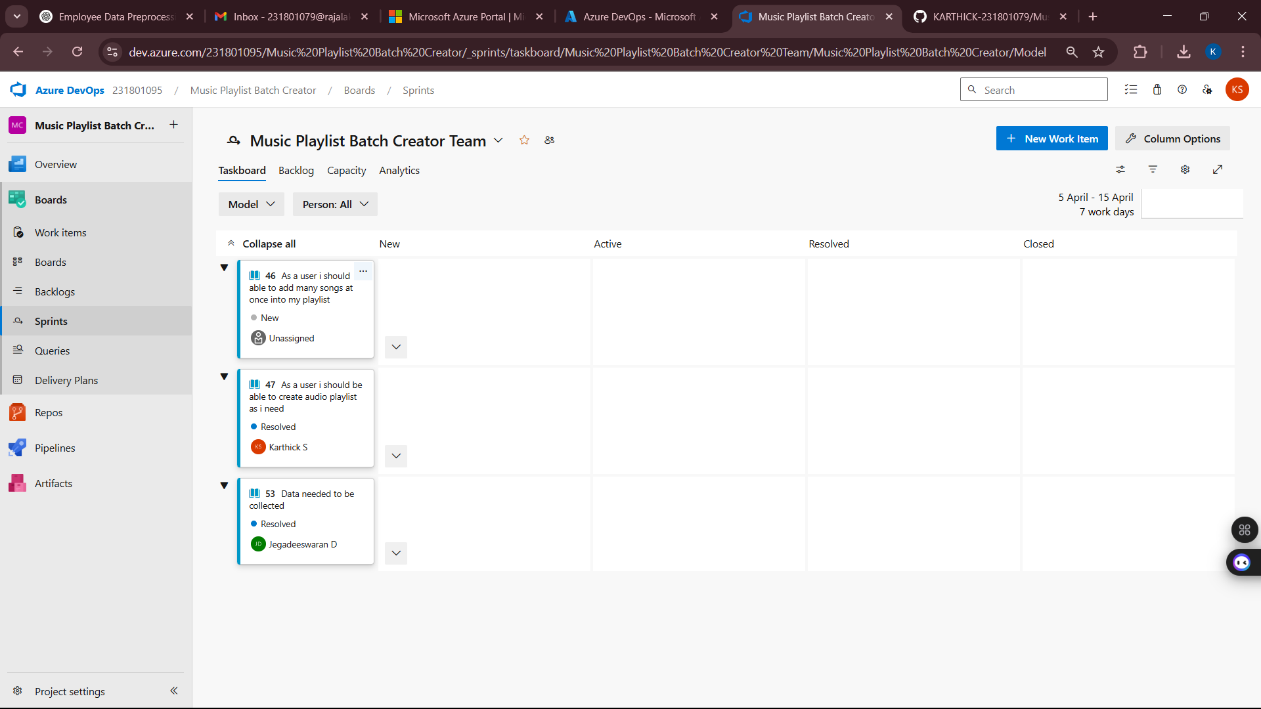 Employee Data Preprocessi
Inbox - 231801079@rajala
Microsoft Azure Portal | Mi
Azure DevOps - Microsoft
Music Playlist Batch Creato
KARTHICK-231801079/Mu
dev.azure.com/231801095/Music%20Playlist%20Batch%20Creator/_sprints/taskboard/Music%20Playlist%20Batch%20Creator%20Team/Music%20Playlist%20Batch%20Creator/Model
K
Azure DevOps 231801095 / Music Playlist Batch Creator / Boards / Sprints
Search
KS
MC Music Playlist Batch Cr...
Overview
Boards
Work items
Boards
Backlogs
Sprints
Queries
Delivery Plans
Repos
Pipelines
Artifacts
Project settings
Music Playlist Batch Creator Team
New Work Item
Column Options
Taskboard Backlog Capacity Analytics
Model
Person: All
5 April - 15 April
7 work days
Collapse all New Active Resolved Closed
46 As a user i should
able to add many songs at
once into my playlist
New
Unassigned
47 As a user i should be
able to create audio playlist
as i need
Resolved
KS Karthick S
53 Data needed to be
collected
Resolved
JD Jegadeeswaran D